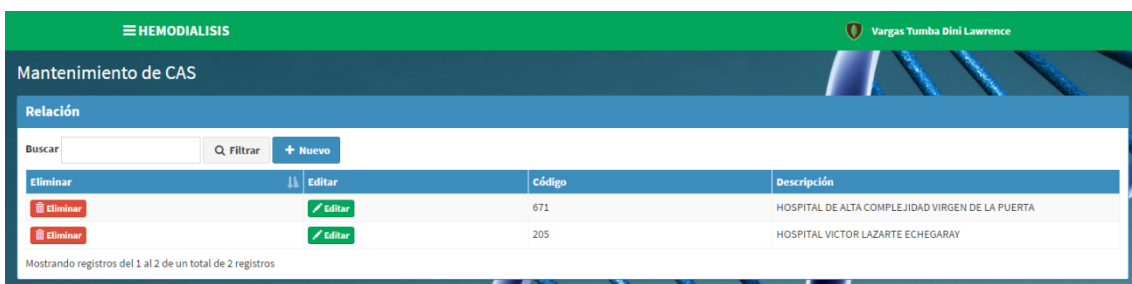 HEMODIALISIS Vargas Tumba Dini Lawrence
Mantenimiento de CAS
Relación
Buscar Filtrar + Nuevo
Eliminar Editar Código Descripción
Eliminar Editar 671 HOSPITAL DE ALTA COMPLEJIDAD VIRGEN DE LA PUERTA
Eliminar Editar 205 HOSPITAL VICTOR LAZARTE ECHEGARAY
Mostrando registros del 1 al 2 de un total de 2 registros